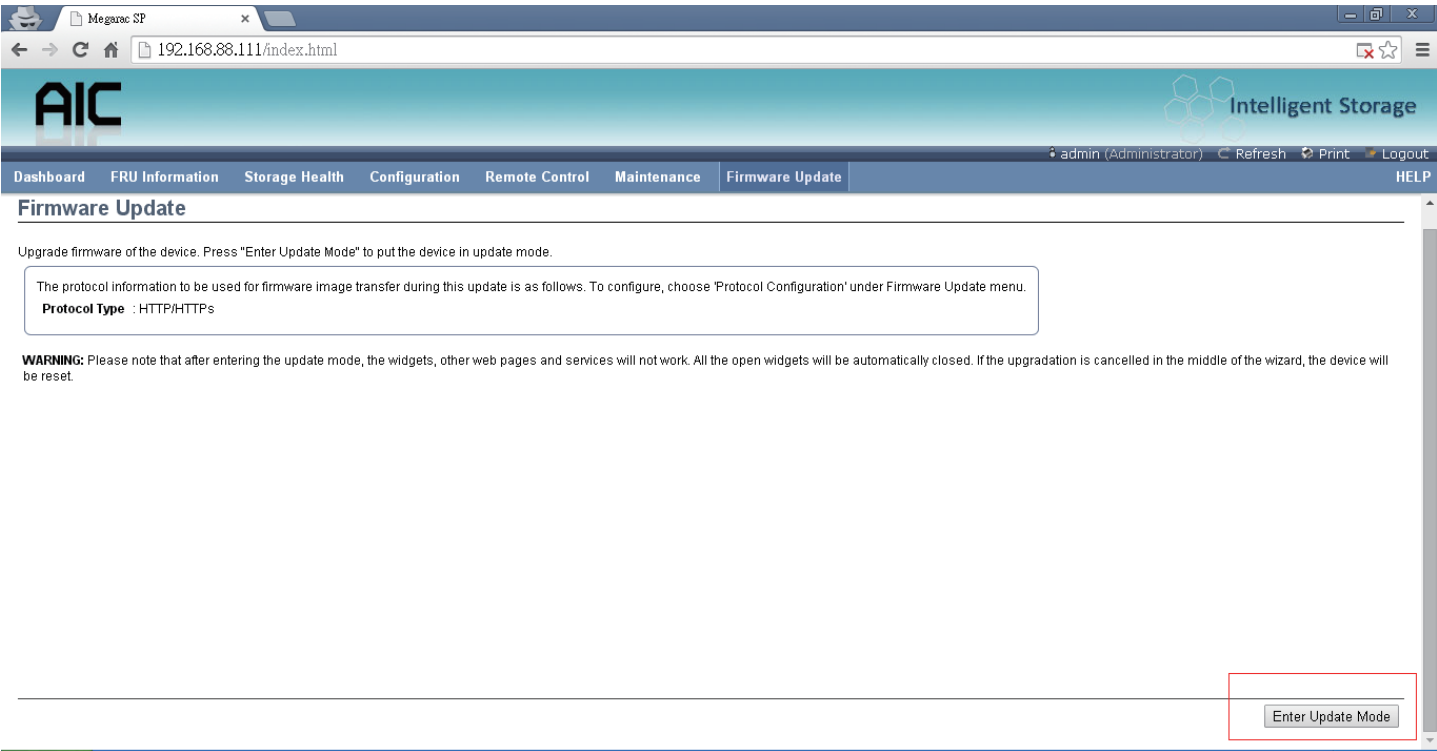 Megarac SP
192.168.88.111/index.html
AIC
Intelligent Storage
admin (Administrator) Refresh Print Logout
Dashboard FRU Information Storage Health Configuration Remote Control Maintenance Firmware Update HELP
Firmware Update
Upgrade firmware of the device. Press "Enter Update Mode" to put the device in update mode.
The protocol information to be used for firmware image transfer during this update is as follows. To configure, choose 'Protocol Configuration' under Firmware Update menu.
Protocol Type : HTTP/HTTPs
WARNING: Please note that after entering the update mode, the widgets, other web pages and services will not work. All the open widgets will be automatically closed. If the upgradation is cancelled in the middle of the wizard, the device will
be reset.
Enter Update Mode